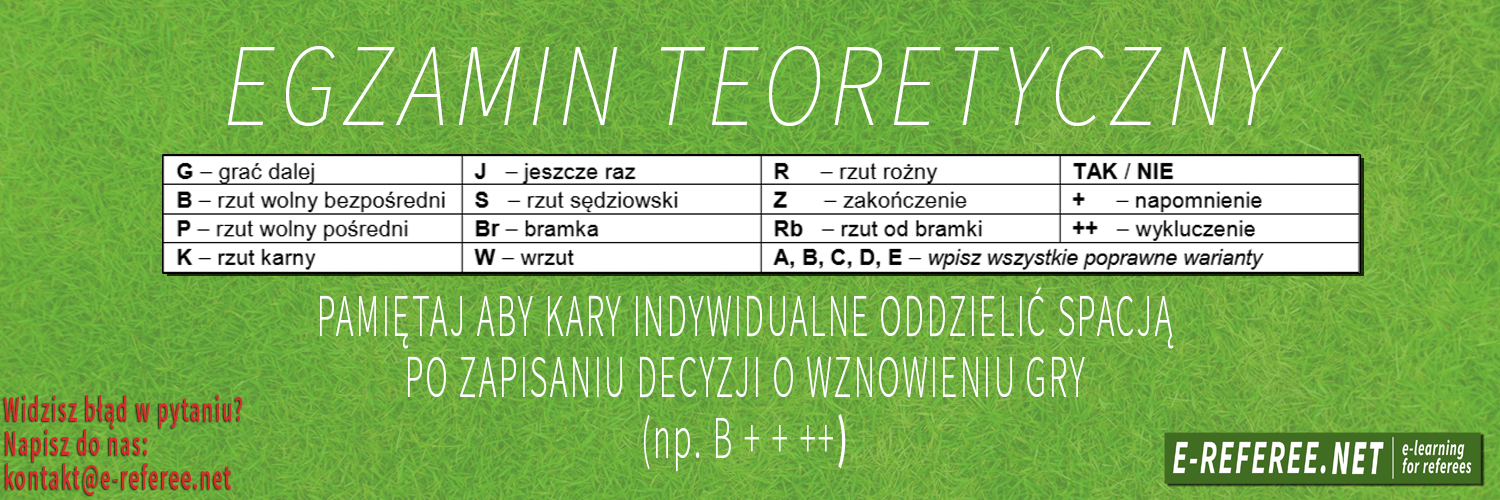 EGZAMIN TEORETYCZNY
G – grać dalej J – jeszcze raz R – rzut rożny TAK / NIE
B – rzut wolny bezpośredni S – rzut sędziowski Z – zakończenie + – napomnienie
P – rzut wolny pośredni Br – bramka Rb – rzut od bramki ++ – wykluczenie
K – rzut karny W – wrzut A, B, C, D, E – wpisz wszystkie poprawne warianty
PAMIĘTAJ ABY KARY INDYWIDUALNE ODDZIELIĆ SPACJĄ
PO ZAPISANIU DECYZJI O WZNOWIENIU GRY
(np. B + + ++)
Widzisz błąd w pytaniu?
Napisz do nas:
kontakt@e-referee.net
E-REFEREE.NET
e-learning
for referees